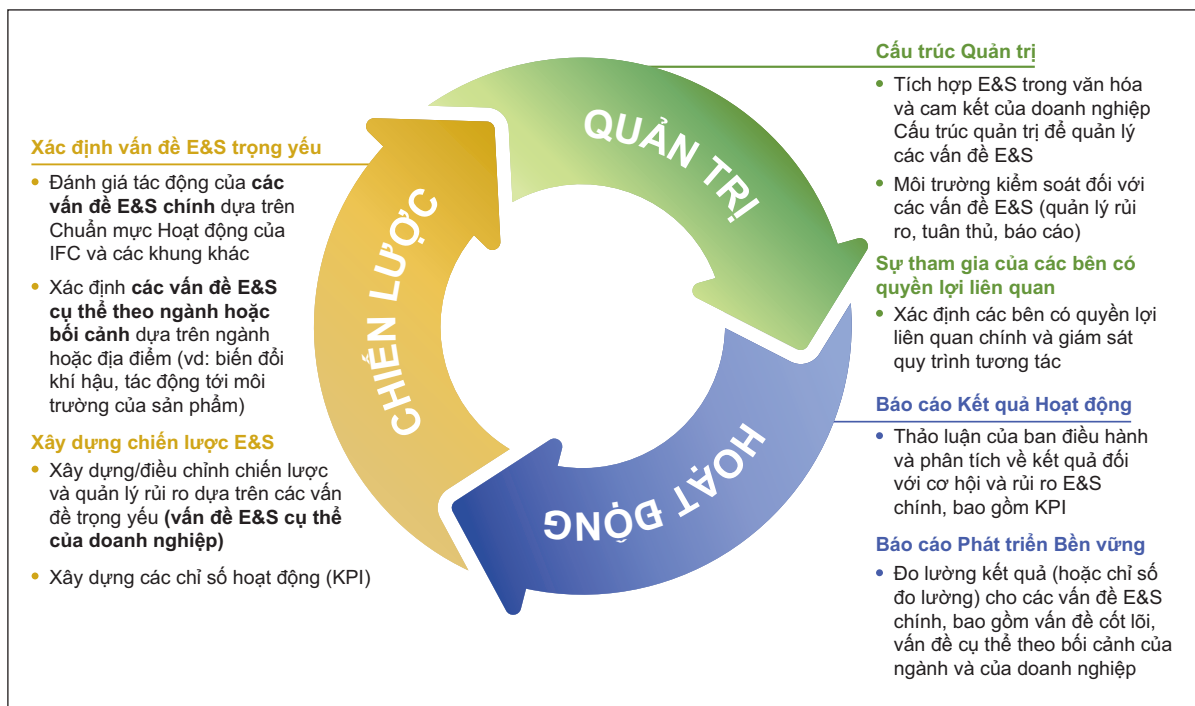 Xác định vấn đề E&S trọng yếu
• Đánh giá tác động của các
vấn đề E&S chính dựa trên
Chuẩn mực Hoạt động của
IFC và các khung khác
• Xác định các vấn đề E&S
cụ thể theo ngành hoặc
bối cảnh dựa trên ngành
hoặc địa điểm (vd: biến đổi
khí hậu, tác động tới môi
trường của sản phẩm)
Xây dựng chiến lược E&S
• Xây dựng/điều chỉnh chiến lược
và quản lý rủi ro dựa trên các vấn
đề trọng yếu (vấn đề E&S cụ thể
của doanh nghiệp)
• Xây dựng các chỉ số hoạt động (KPI)
CHIẾN LƯỢC
QUẢN TRỊ
HOẠT ĐỘNG
Cấu trúc Quản trị
• Tích hợp E&S trong văn hóa
và cam kết của doanh nghiệp
Cấu trúc quản trị để quản lý
các vấn đề E&S
• Môi trường kiểm soát đối với
các vấn đề E&S (quản lý rủi
ro, tuân thủ, báo cáo)
Sự tham gia của các bên có
quyền lợi liên quan
• Xác định các bên có quyền lợi
liên quan chính và giám sát
quy trình tương tác
Báo cáo Kết quả Hoạt động
• Thảo luận của ban điều hành
và phân tích về kết quả đối
với cơ hội và rủi ro E&S
chính, bao gồm KPI
Báo cáo Phát triển Bền vững
• Đo lường kết quả (hoặc chỉ số
đo lường) cho các vấn đề E&S
chính, bao gồm vấn đề cốt lõi,
vấn đề cụ thể theo bối cảnh của
ngành và của doanh nghiệp